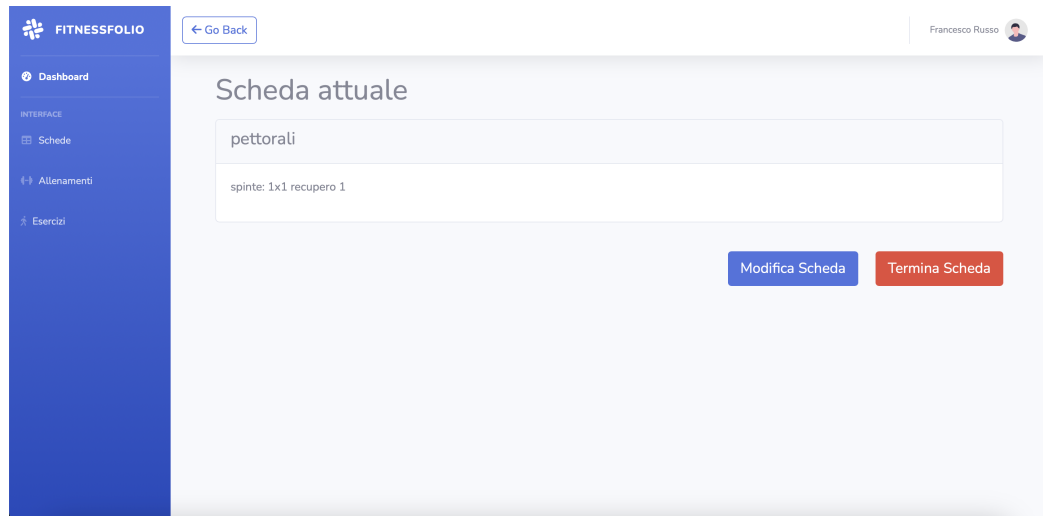 FITNESSFOLIO
Go Back
Francesco Russo
Dashboard
INTERFACE
Schede
Allenamenti
Esercizi
Scheda attuale
pettorali
spinte: 1x1 recupero 1
Modifica Scheda
Termina Scheda